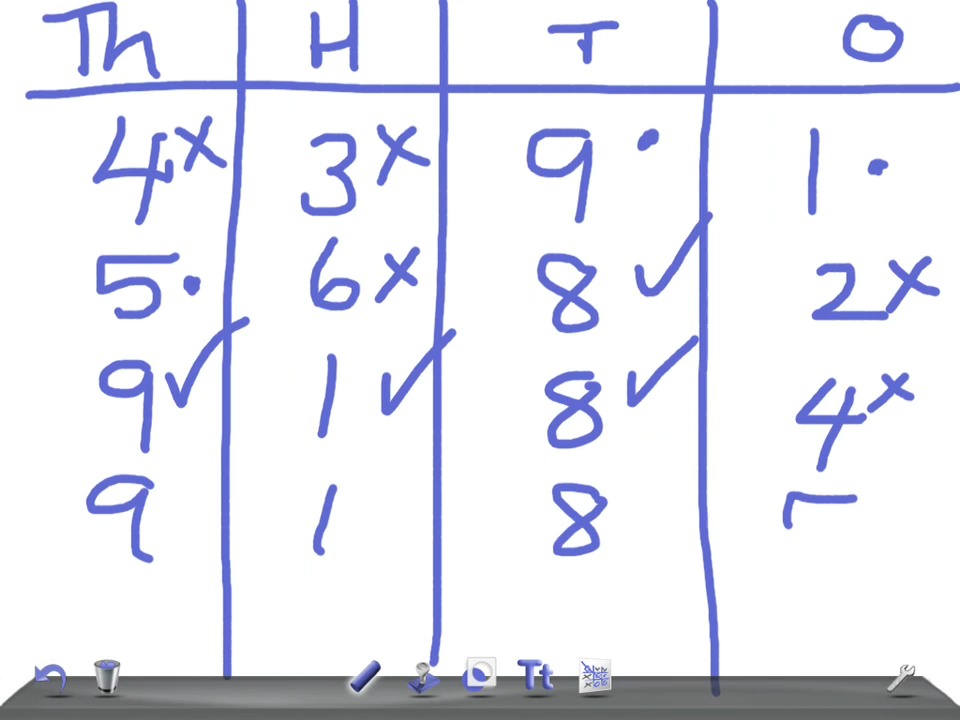 Th H T O
4x 3x 9• 1•
5• 6x 8✓ 2x
9✓ 1✓ 8✓ 4x
9 1 8
Tt